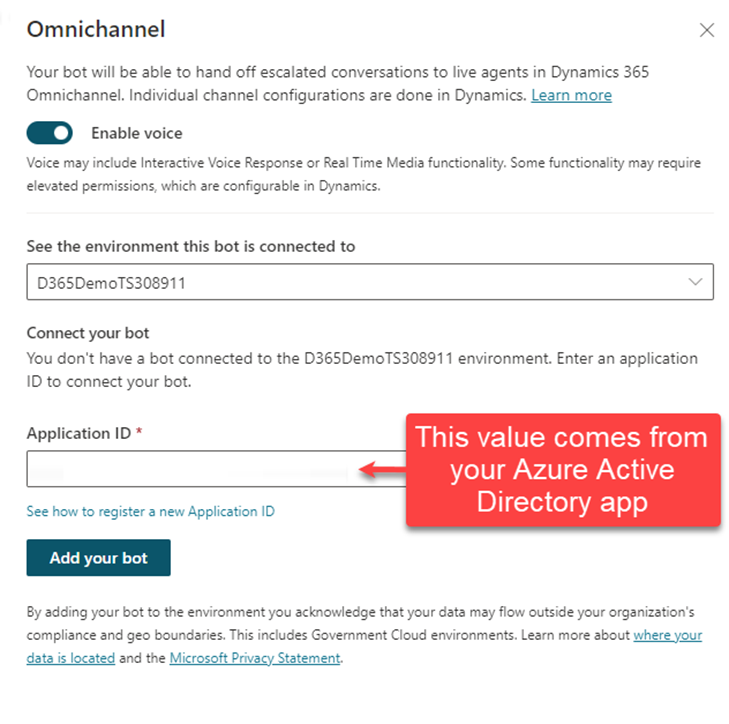 Omnichannel
Your bot will be able to hand off escalated conversations to live agents in Dynamics 365
Omnichannel. Individual channel configurations are done in Dynamics. Learn more
Enable voice
Voice may include Interactive Voice Response or Real Time Media functionality. Some functionality may require
elevated permissions, which are configurable in Dynamics.
See the environment this bot is connected to
D365DemoTS308911
Connect your bot
You don't have a bot connected to the D365DemoTS308911 environment. Enter an application
ID to connect your bot.
Application ID *
This value comes from
your Azure Active
Directory app
See how to register a new Application ID
Add your bot
By adding your bot to the environment you acknowledge that your data may flow outside your organization's
compliance and geo boundaries. This includes Government Cloud environments. Learn more about where your
data is located and the Microsoft Privacy Statement.